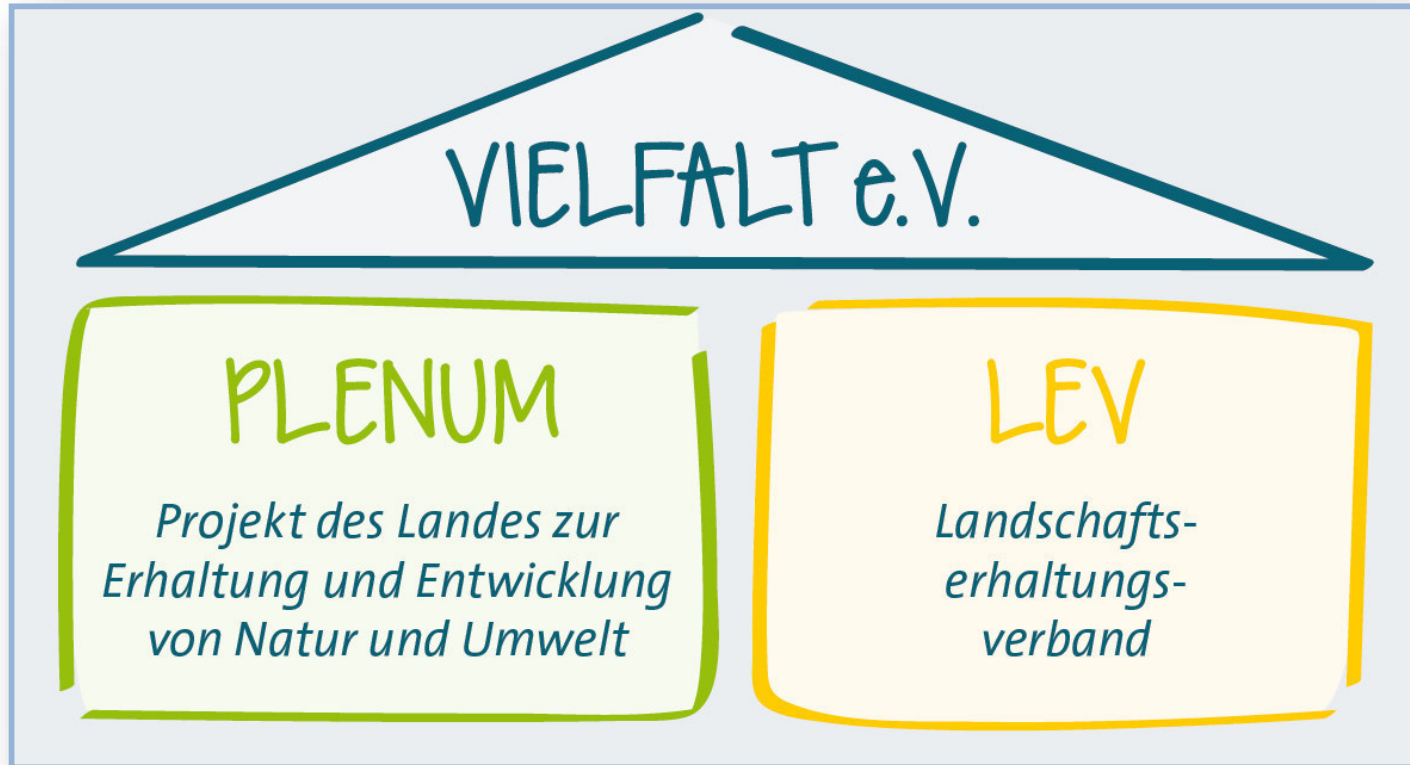 VIELFALT e.V.
PLENUM
Projekt des Landes zur
Erhaltung und Entwicklung
von Natur und Umwelt
LEV
Landschafts-
erhaltungs-
verband